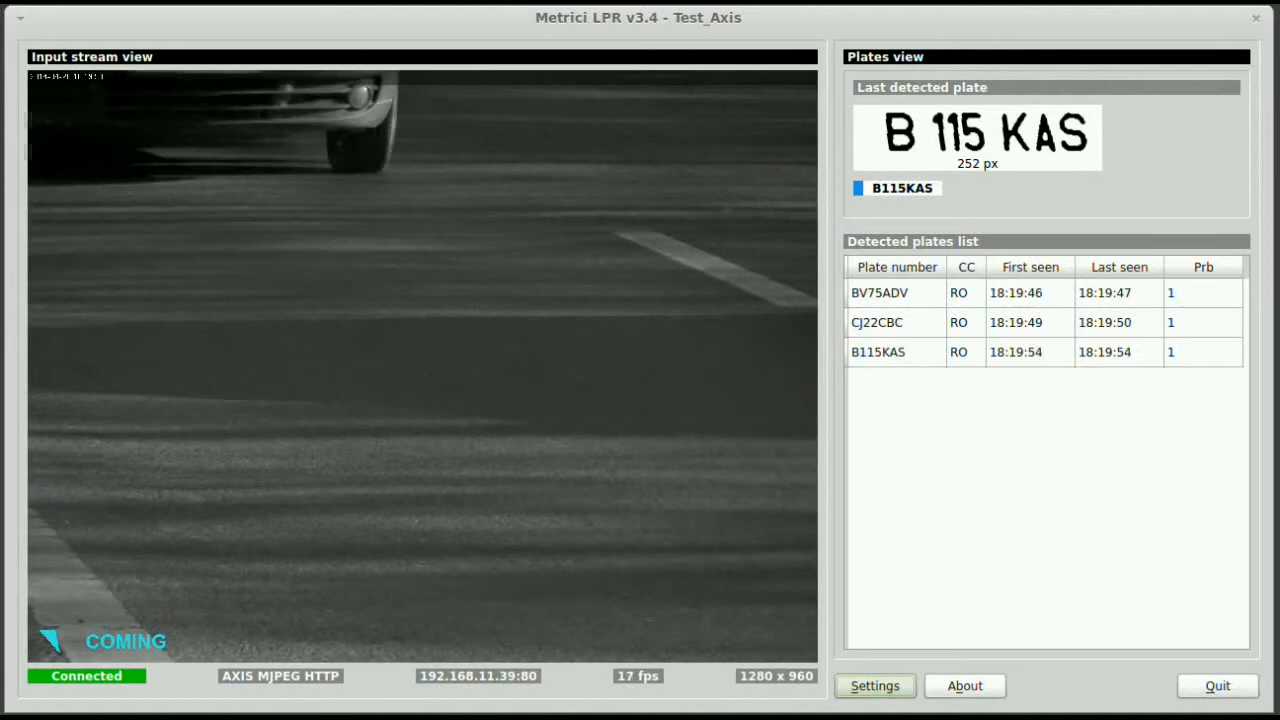 Metrici LPR v3.4 - Test_Axis
Input stream view
COMING
Connected AXIS MJPEG HTTP 192.168.11.39:80 17 fps 1280 x 960
Plates view
Last detected plate
B 115 KAS
252 px
B115KAS
Detected plates list
Plate number CC First seen Last seen Prb
BV75ADV RO 18:19:46 18:19:47 1
CJ22CBC RO 18:19:49 18:19:50 1
B115KAS RO 18:19:54 18:19:54 1
Settings About Quit